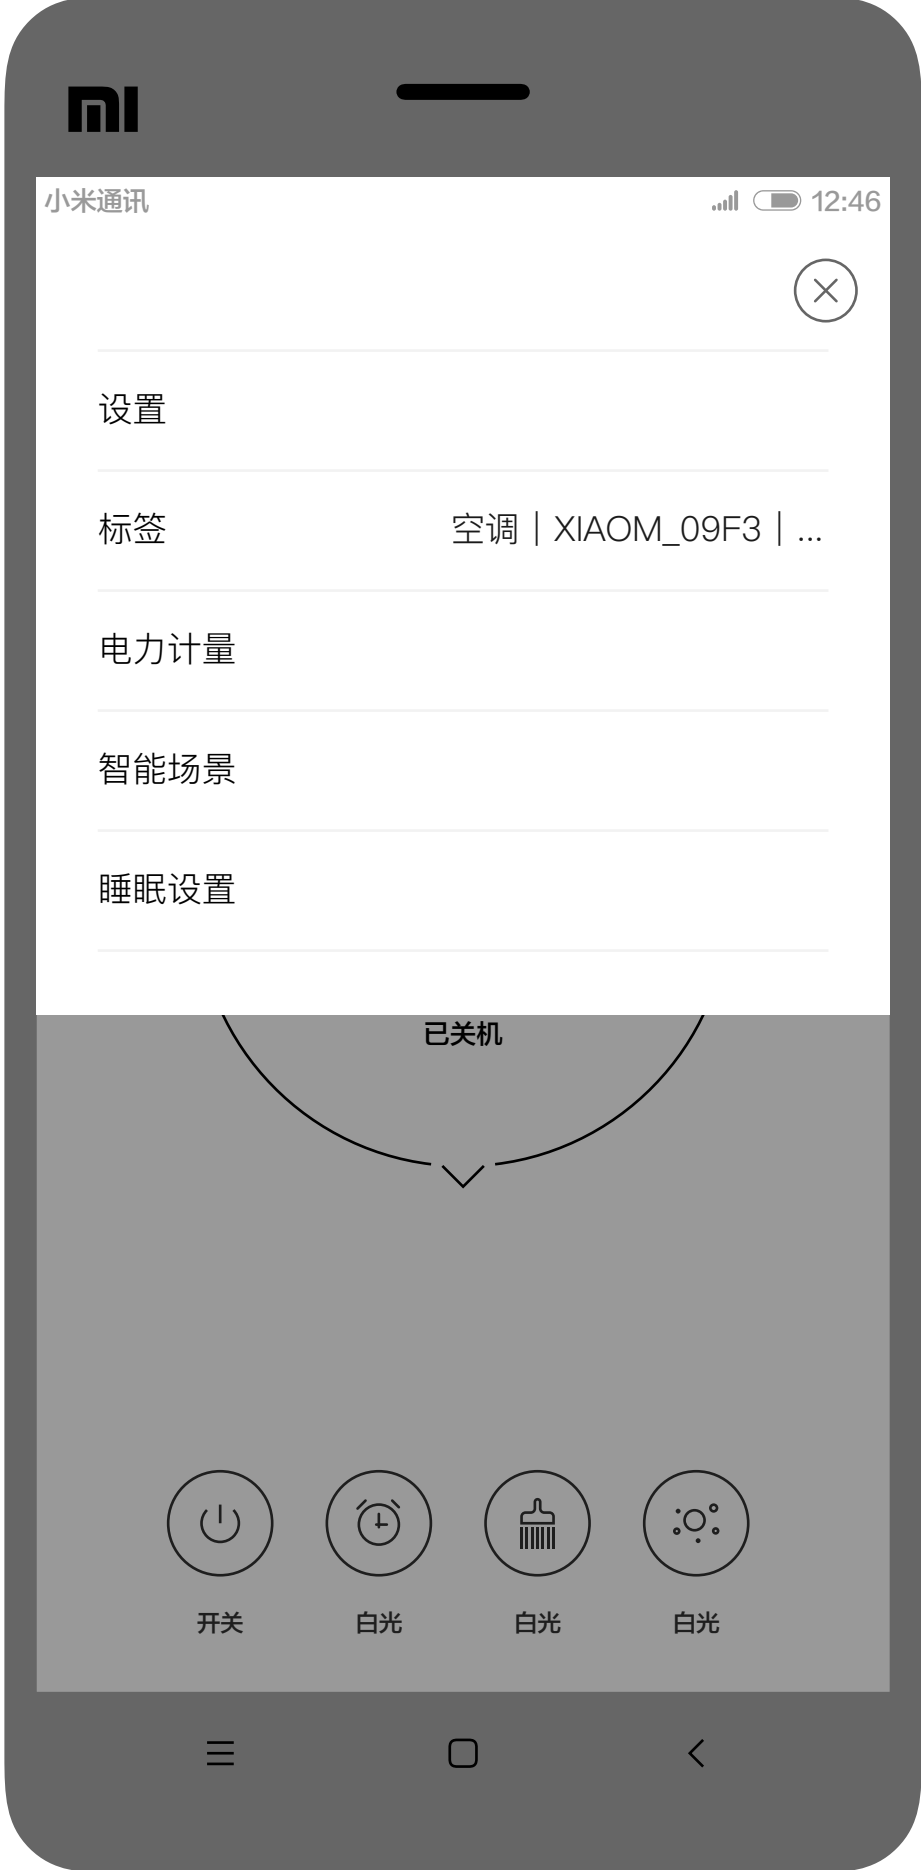 mi
小米通讯 12:46
设置
标签 空调｜XIAOM_09F3｜...
电力计量
智能场景
睡眠设置
已关机
开关 白光 白光 白光